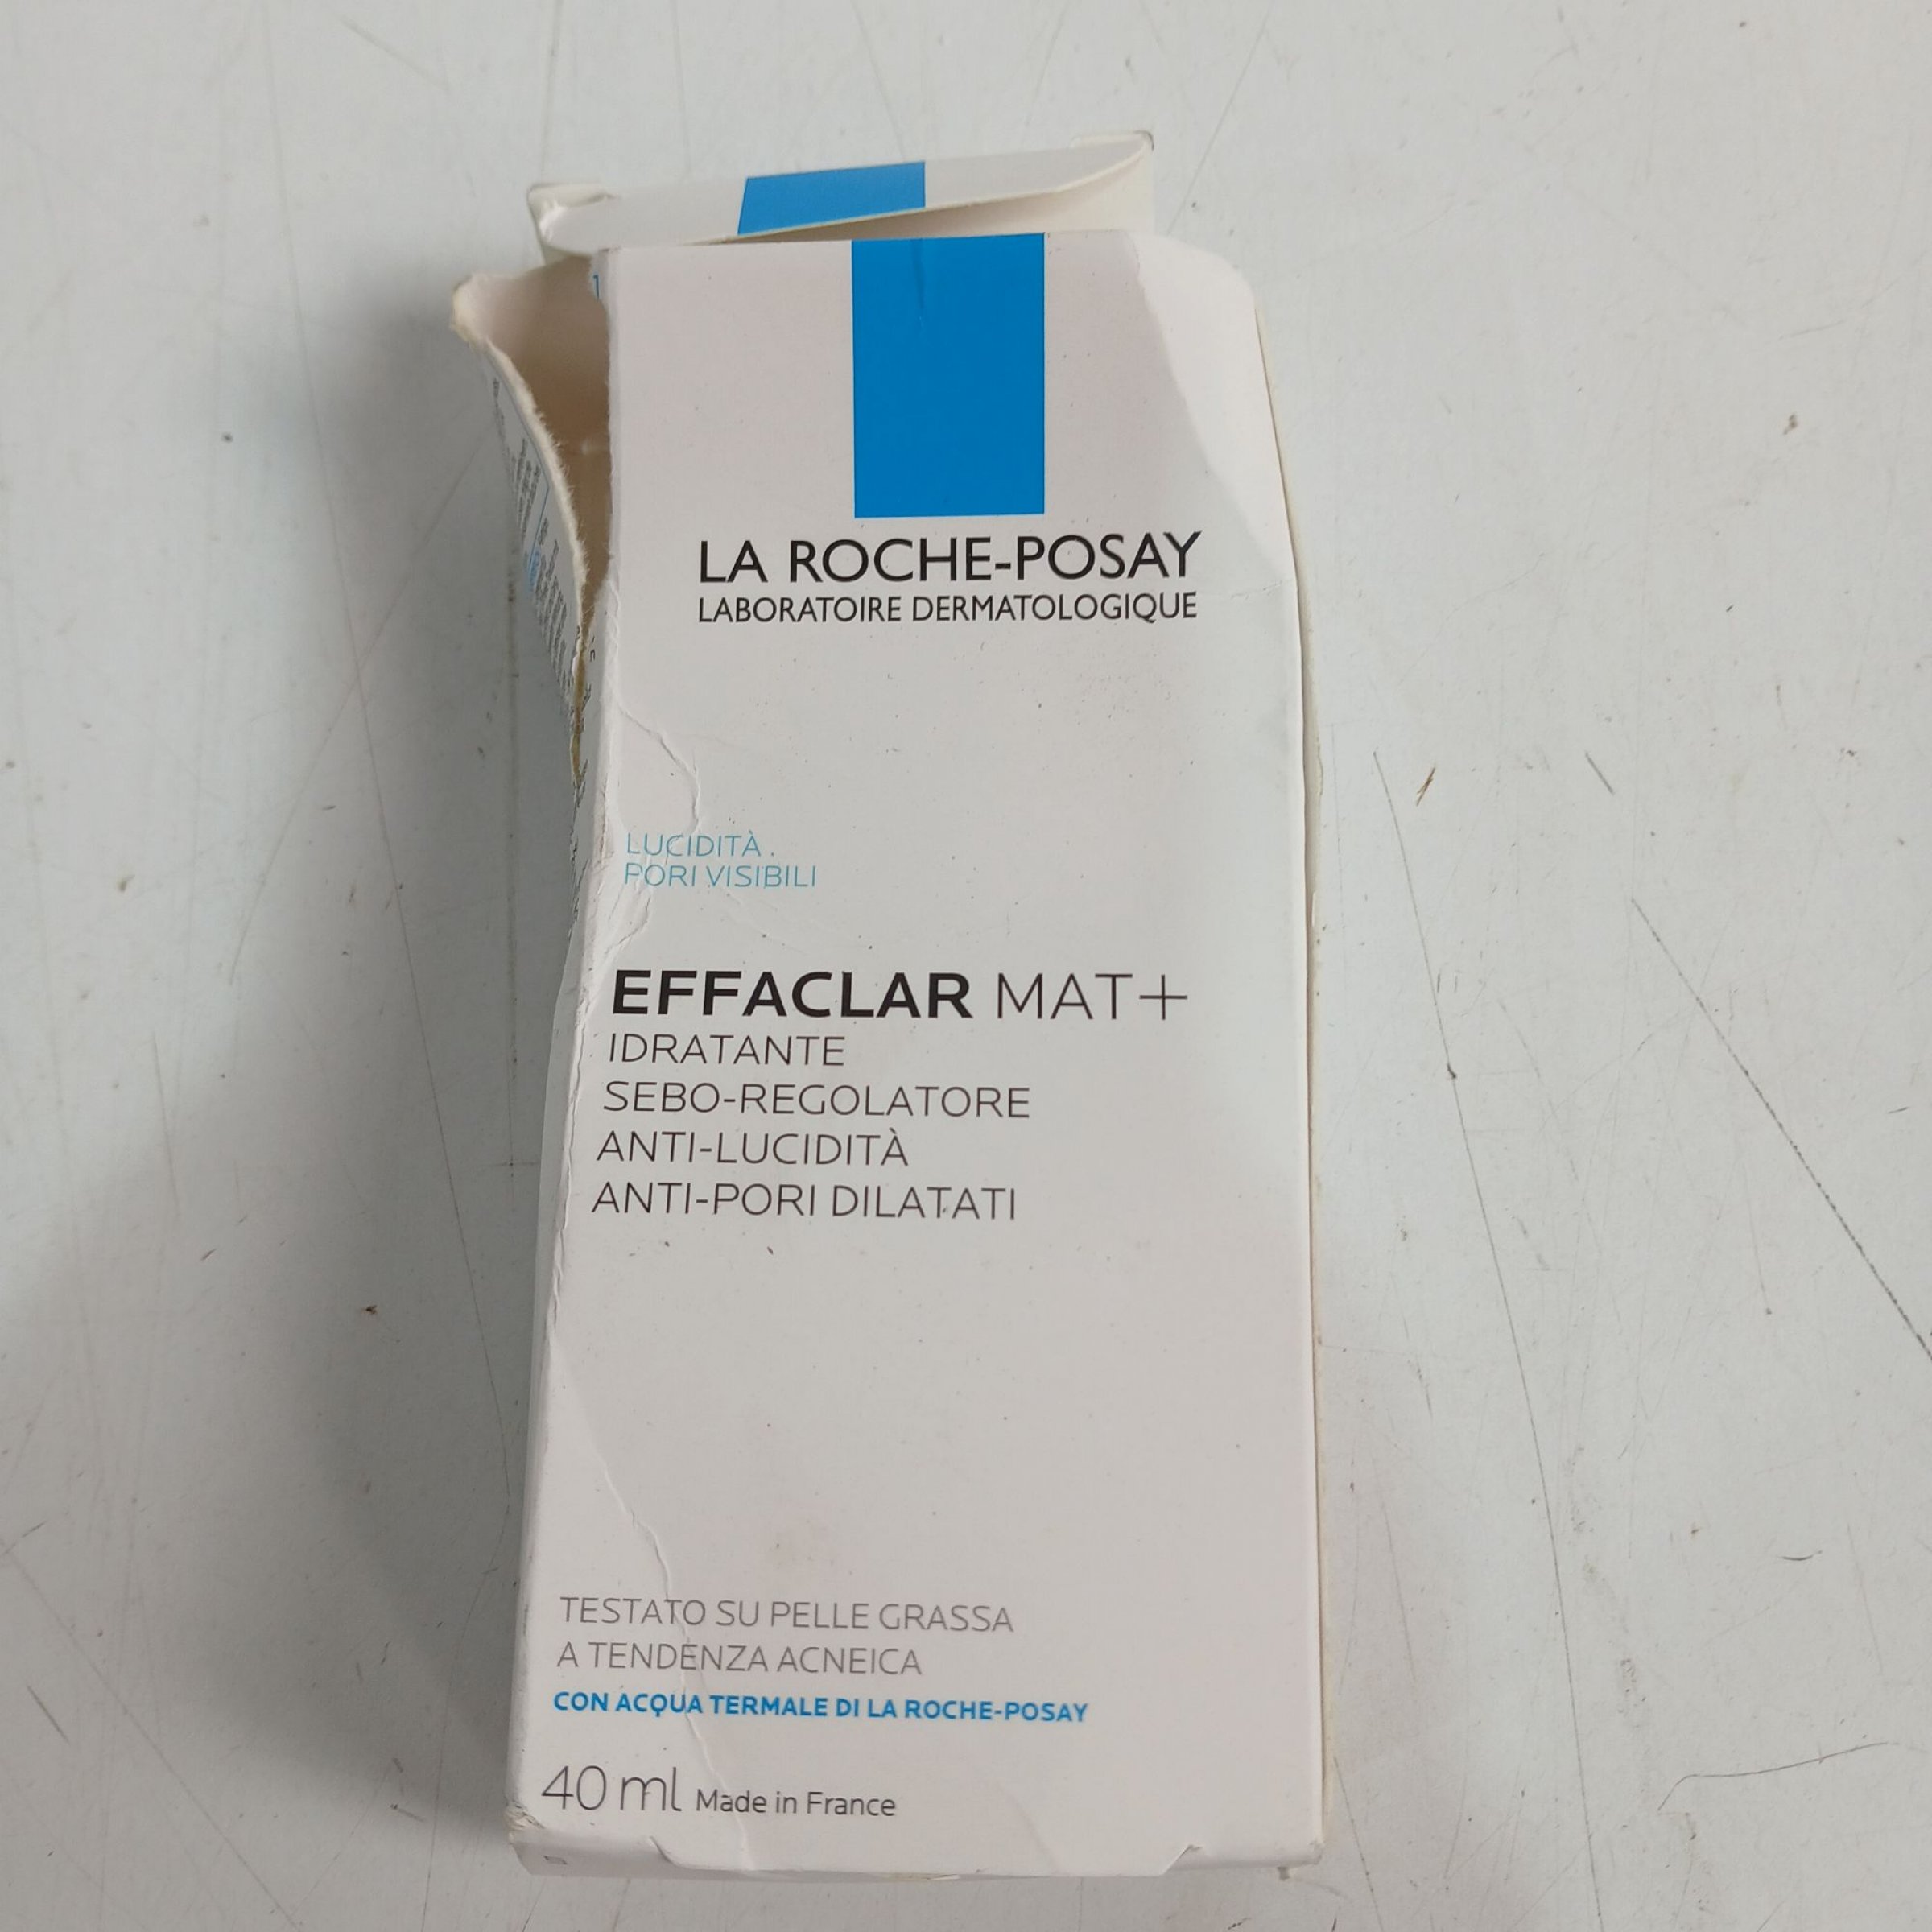 LA ROCHE-POSAY
LABORATOIRE DERMATOLOGIQUE
LUCIDITÀ
PORI VISIBILI
EFFACLAR MAT+
IDRATANTE
SEBO-REGOLATORE
ANTI-LUCIDITÀ
ANTI-PORI DILATATI
TESTATO SU PELLE GRASSA
A TENDENZA ACNEICA
CON ACQUA TERMALE DI LA ROCHE-POSAY
40 ml Made in France